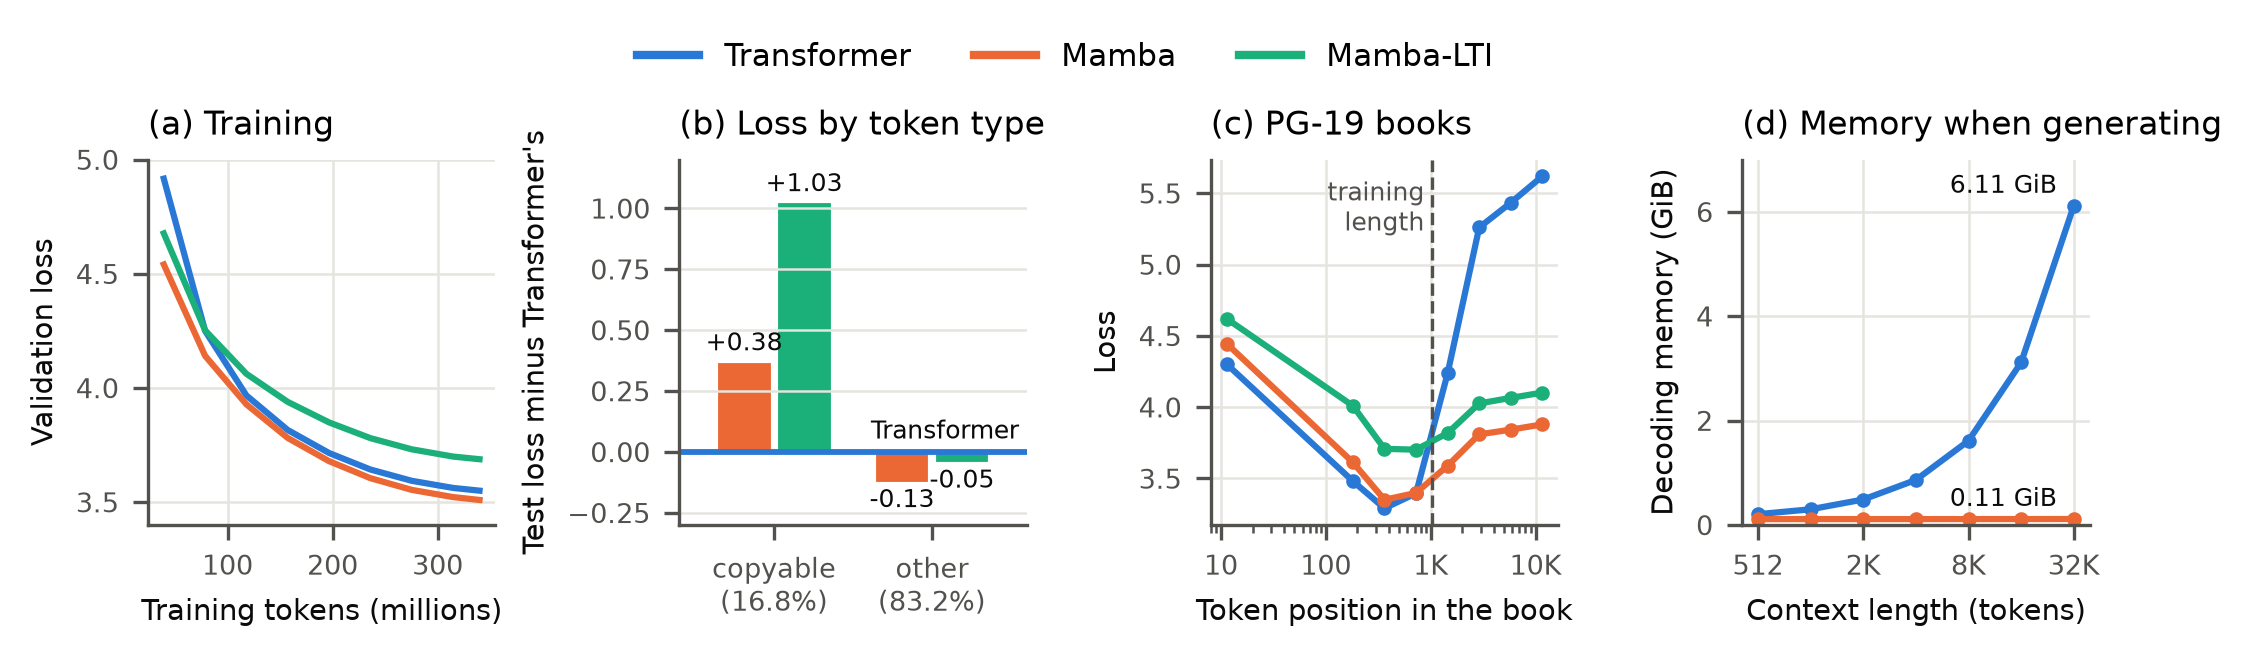 Transformer
Mamba
Mamba-LTI
(a) Training
Validation loss
5.0
4.5
4.0
3.5
100
200
300
Training tokens (millions)
(b) Loss by token type
Test loss minus Transformer's
1.00
0.75
0.50
0.25
0.00
−0.25
+1.03
+0.38
Transformer
-0.13
-0.05
copyable
(16.8%)
other
(83.2%)
(c) PG-19 books
Loss
5.5
5.0
4.5
4.0
3.5
training
length
10
100
1K
10K
Token position in the book
(d) Memory when generating
Decoding memory (GiB)
6
4
2
0
6.11 GiB
0.11 GiB
512
2K
8K
32K
Context length (tokens)